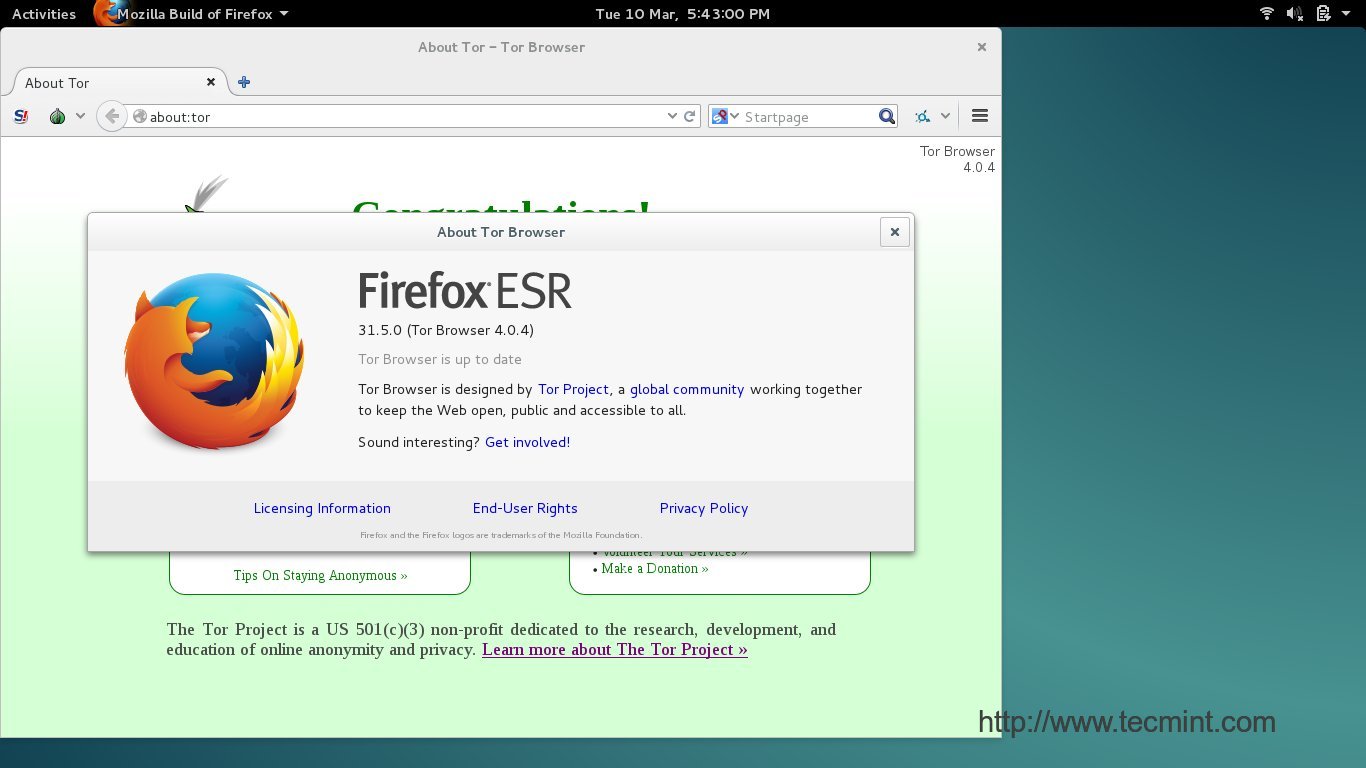 Activities
Mozilla Build of Firefox
Tue 10 Mar, 5:43:00 PM
About Tor – Tor Browser
About Tor
about:tor
Startpage
Tor Browser
4.0.4
Congratulations!
About Tor Browser
Firefox ESR
31.5.0 (Tor Browser 4.0.4)
Tor Browser is up to date
Tor Browser is designed by Tor Project, a global community working together
to keep the Web open, public and accessible to all.
Sound interesting? Get involved!
Licensing Information
End-User Rights
Privacy Policy
Firefox and the Firefox logos are trademarks of the Mozilla Foundation.
Tips On Staying Anonymous »
• Volunteer Your Services »
• Make a Donation »
The Tor Project is a US 501(c)(3) non-profit dedicated to the research, development, and
education of online anonymity and privacy. Learn more about The Tor Project »
http://www.tecmint.com